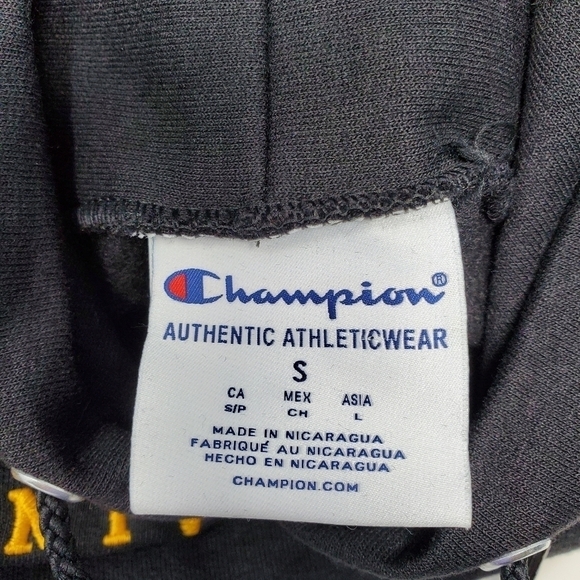 Champion®
AUTHENTIC ATHLETICWEAR
S
CA MEX ASIA
S/P CH L
MADE IN NICARAGUA
FABRIQUÉ AU NICARAGUA
HECHO EN NICARAGUA
CHAMPION.COM